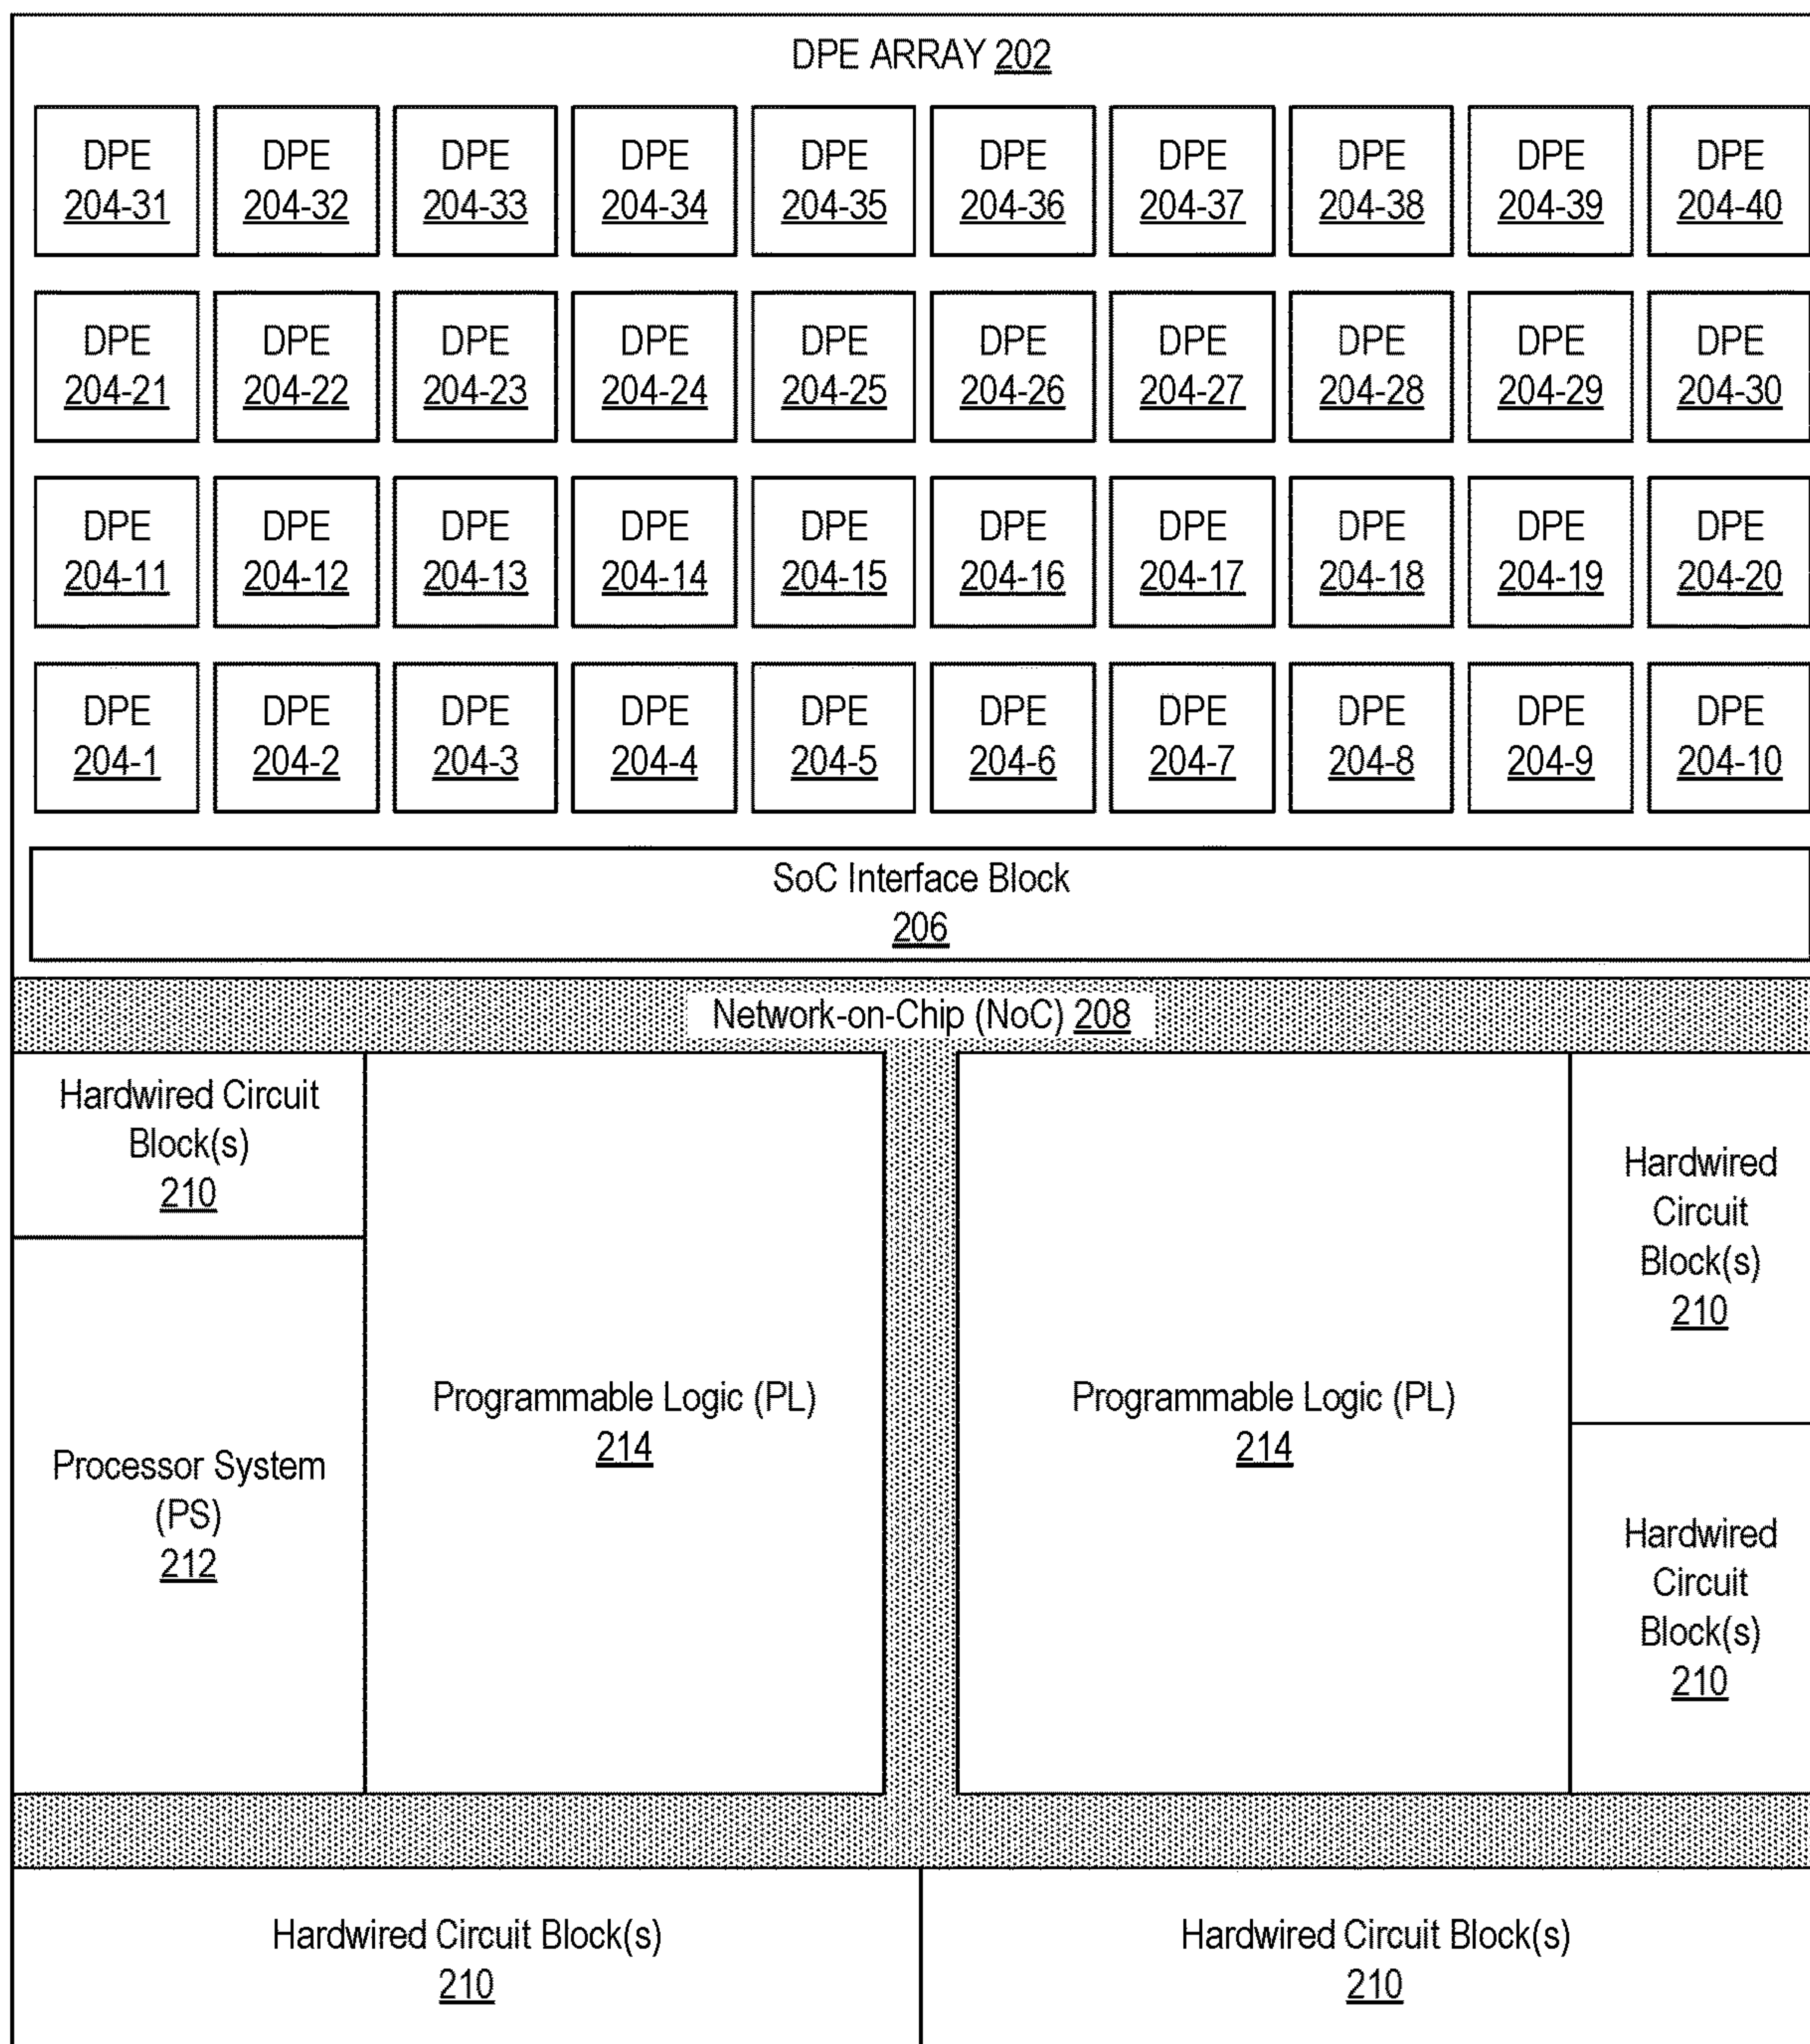 DPE ARRAY 202
DPE
204-31
DPE
204-32
DPE
204-33
DPE
204-34
DPE
204-35
DPE
204-36
DPE
204-37
DPE
204-38
DPE
204-39
DPE
204-40
DPE
204-21
DPE
204-22
DPE
204-23
DPE
204-24
DPE
204-25
DPE
204-26
DPE
204-27
DPE
204-28
DPE
204-29
DPE
204-30
DPE
204-11
DPE
204-12
DPE
204-13
DPE
204-14
DPE
204-15
DPE
204-16
DPE
204-17
DPE
204-18
DPE
204-19
DPE
204-20
DPE
204-1
DPE
204-2
DPE
204-3
DPE
204-4
DPE
204-5
DPE
204-6
DPE
204-7
DPE
204-8
DPE
204-9
DPE
204-10
SoC Interface Block
206
Network-on-Chip (NoC) 208
Hardwired Circuit
Block(s)
210
Processor System
(PS)
212
Programmable Logic (PL)
214
Programmable Logic (PL)
214
Hardwired
Circuit
Block(s)
210
Hardwired
Circuit
Block(s)
210
Hardwired Circuit Block(s)
210
Hardwired Circuit Block(s)
210